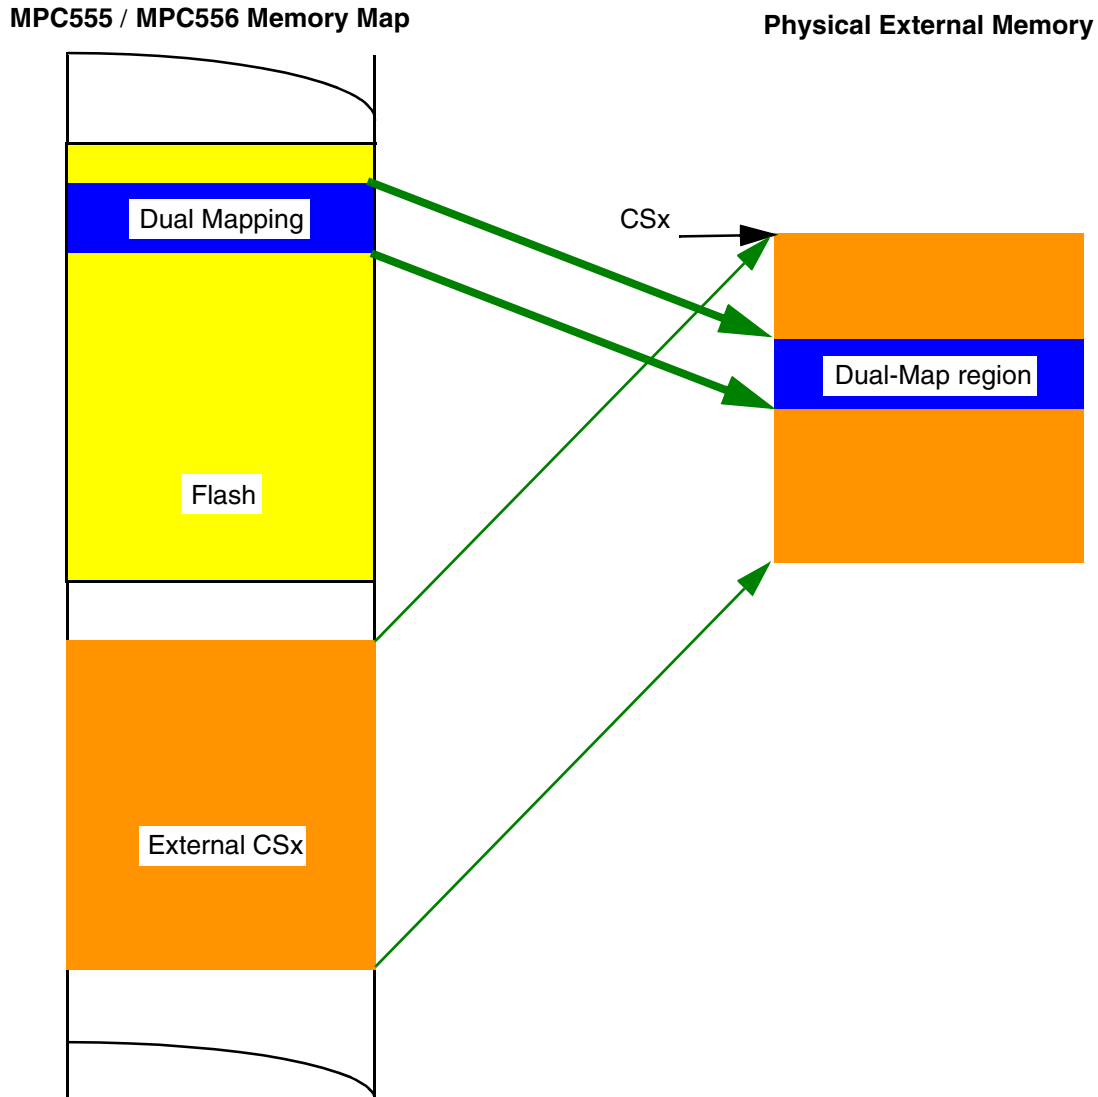 MPC555 / MPC556 Memory Map
Physical External Memory
Dual Mapping
CSx
Dual-Map region
Flash
External CSx